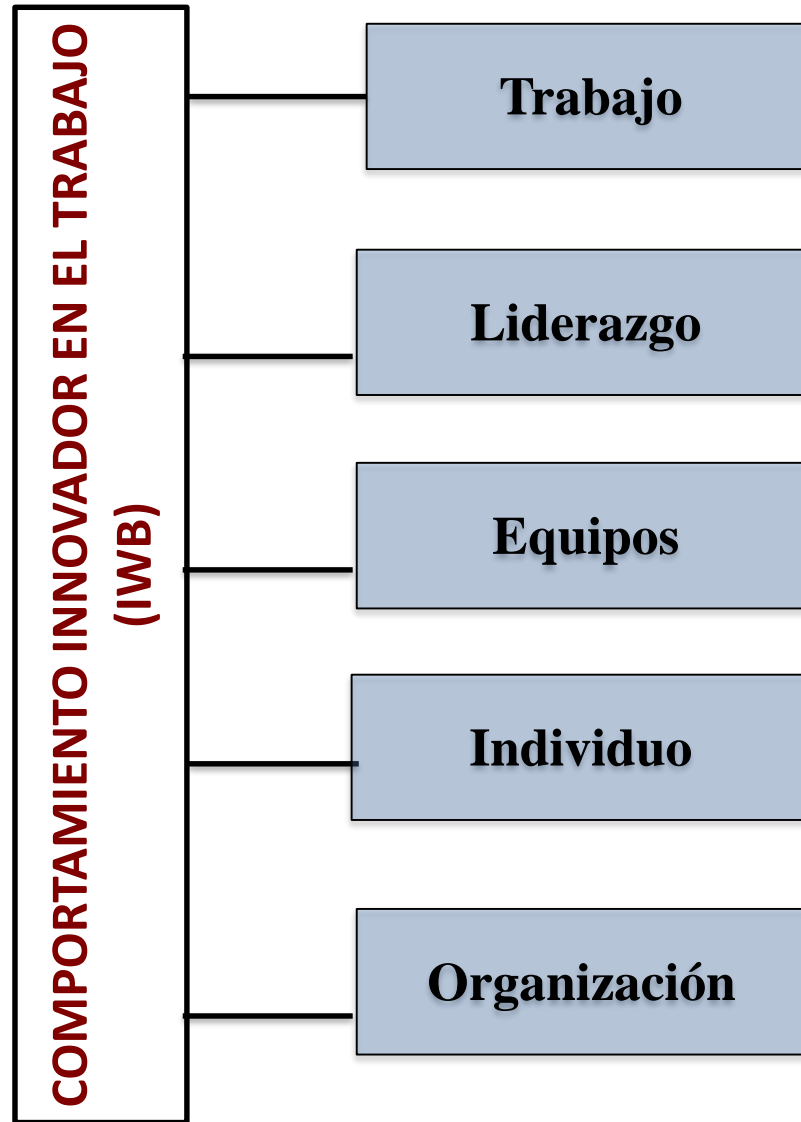 COMPORTAMIENTO INNOVADOR EN EL TRABAJO
(IWB)
Trabajo
Liderazgo
Equipos
Individuo
Organización